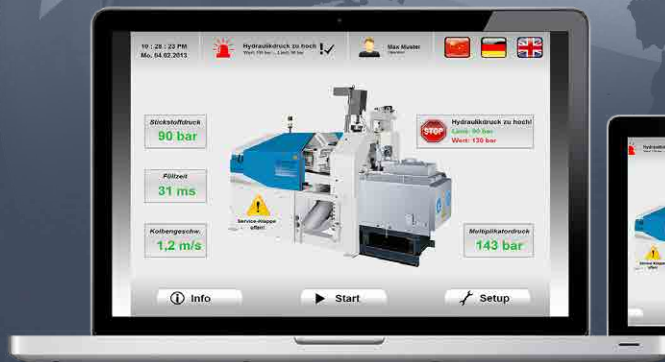 10 : 28 : 23 PM
Mo. 04.02.2013
Hydraulikdruck zu hoch
Max Muster
Operator
Stickstoffdruck
90 bar
Füllzeit
31 ms
Kolbengeschw.
1,2 m/s
Service-Klappe
offen!
STOP
Hydraulikdruck zu hoch!
Limit: 90 bar
Wert: 130 bar
Multiplikatordruck
143 bar
Info
Start
Setup